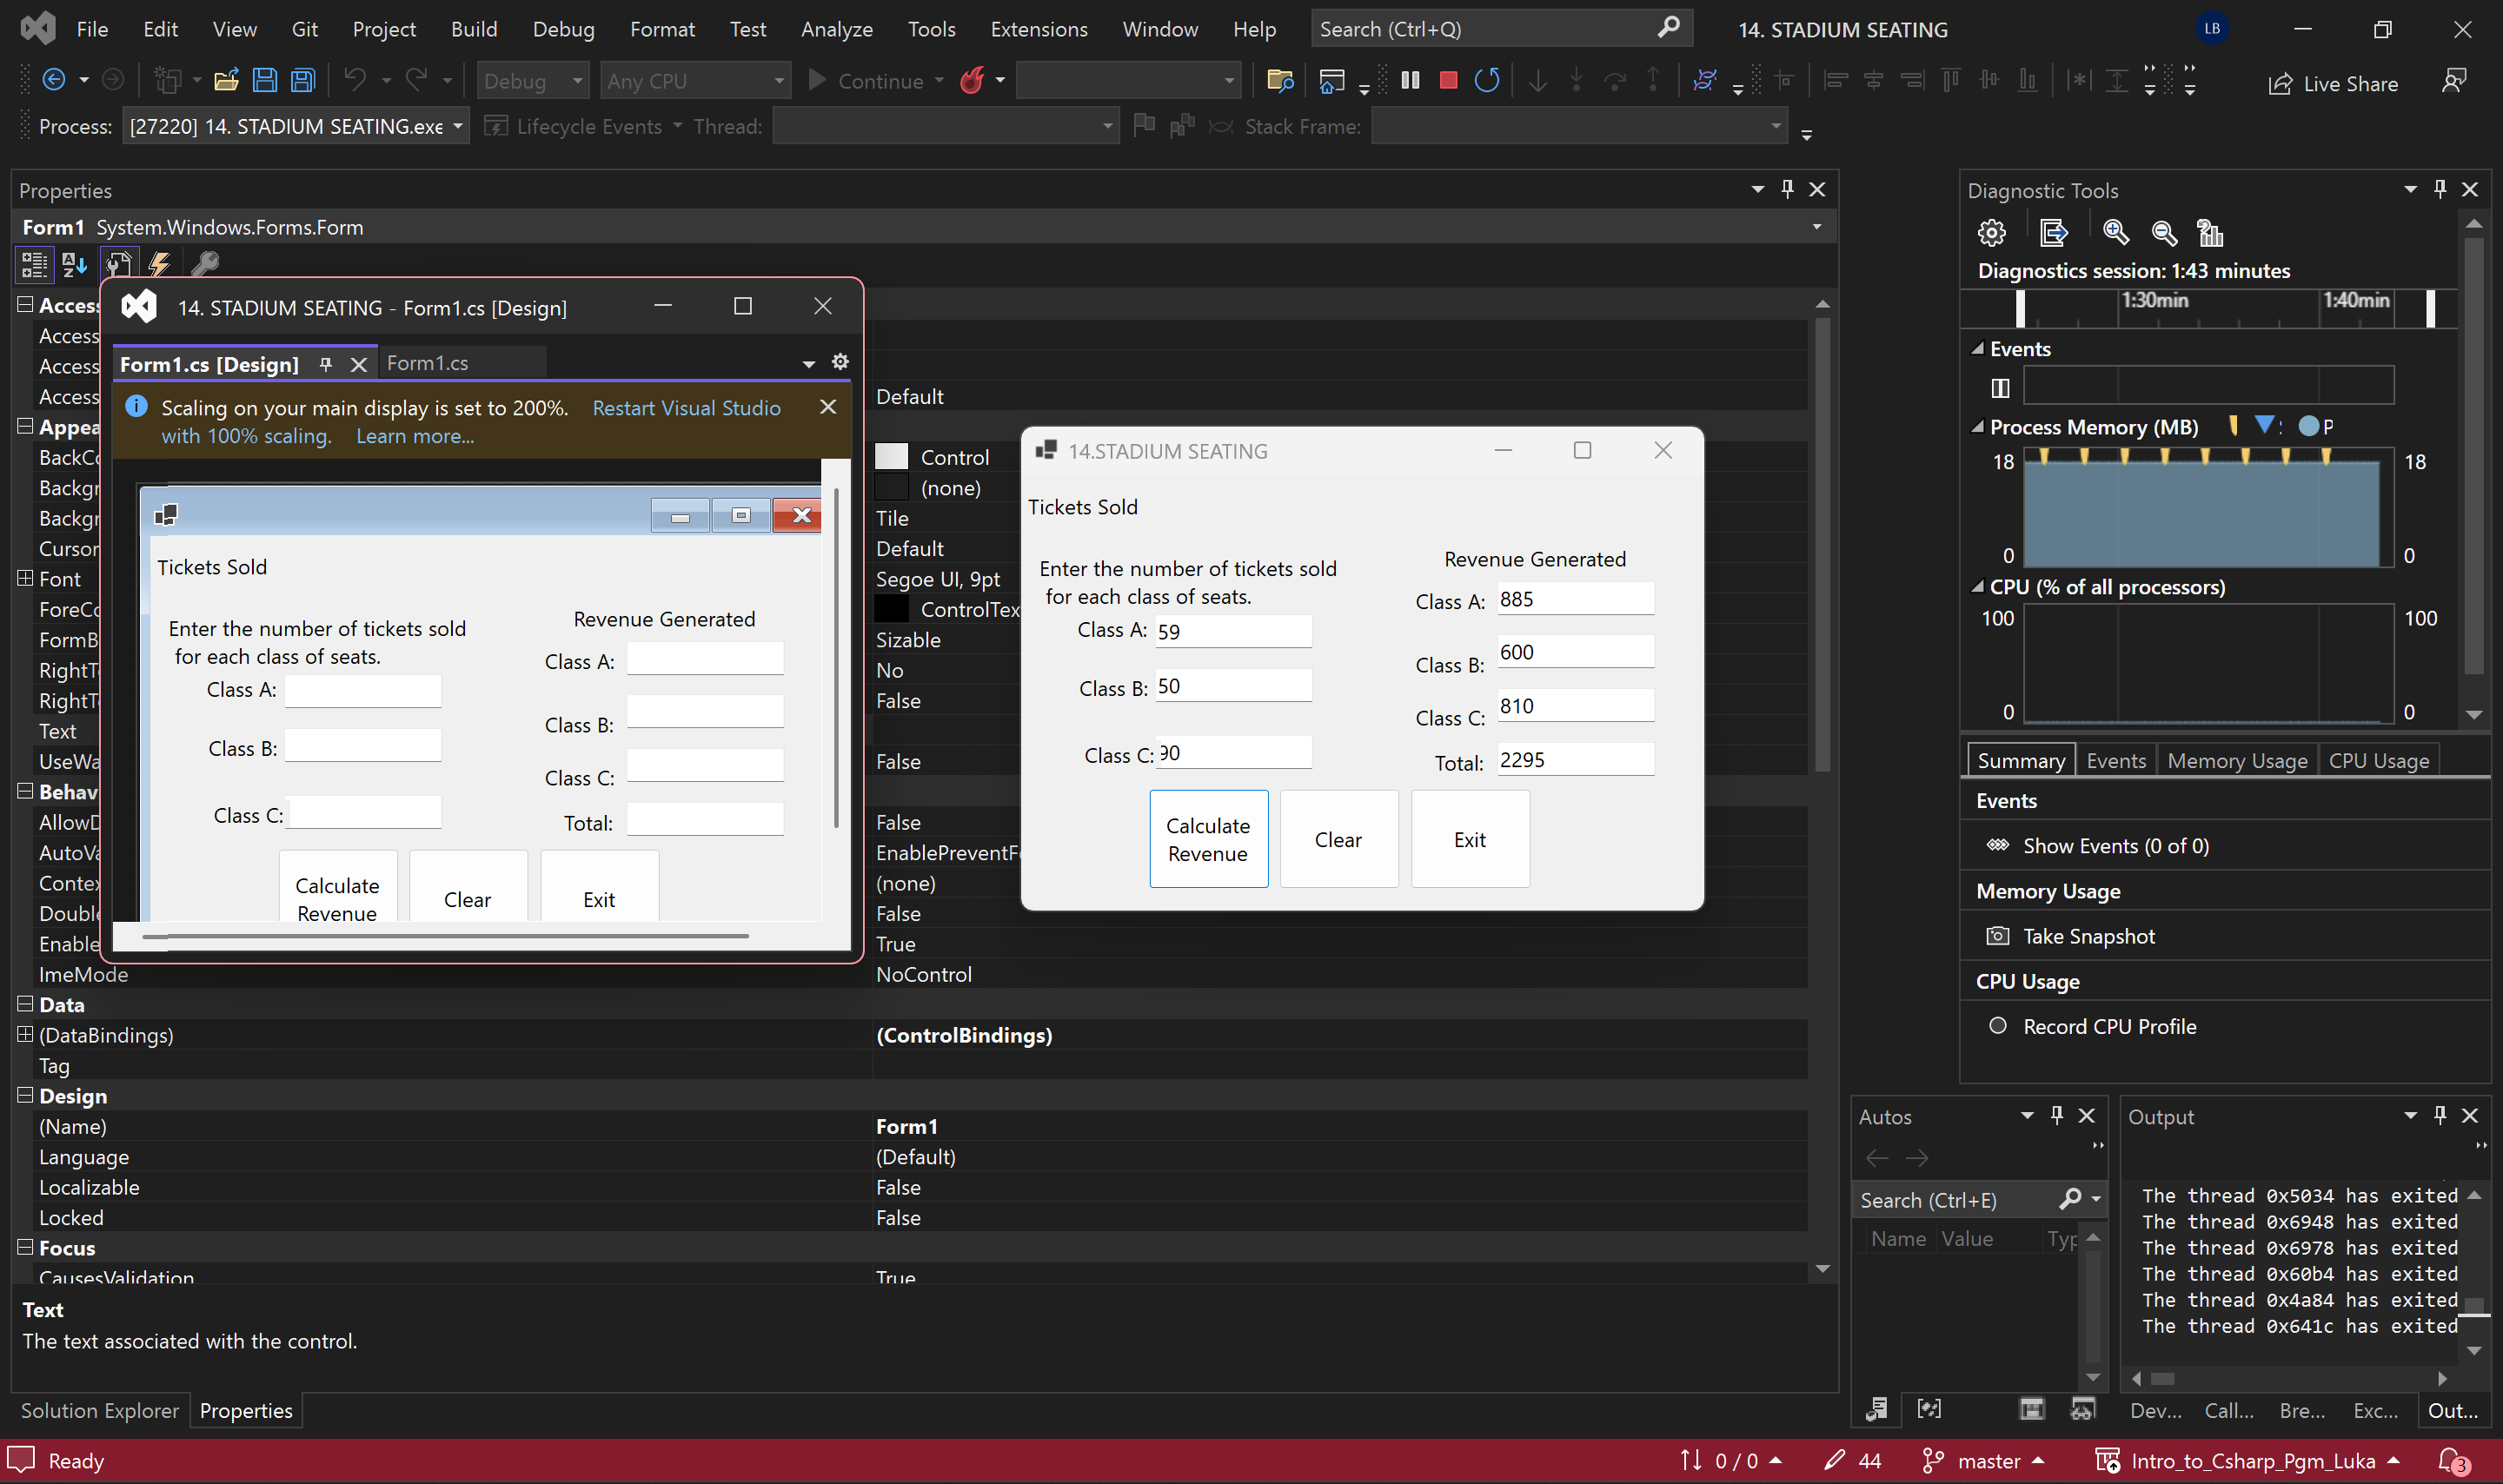 File Edit View Git Project Build Debug Format Test Analyze Tools Extensions Window Help Search (Ctrl+Q) 14. STADIUM SEATING LB
Debug Any CPU Continue Live Share
Process: [27220] 14. STADIUM SEATING.exe Lifecycle Events Thread: Stack Frame:
Properties
Form1 System.Windows.Forms.Form
Access
Access
Access
Access Default
Appea
BackCo Control
Backgr (none)
Backgr Tile
Cursor Default
Font Segoe UI, 9pt
ForeCo ControlTex
FormB Sizable
RightTo No
RightTo False
Text
UseWa False
Behav
AllowD False
AutoVa EnablePreventFo
Contex (none)
Double False
Enable True
ImeMode NoControl
Data
(DataBindings) (ControlBindings)
Tag
Design
(Name) Form1
Language (Default)
Localizable False
Locked False
Focus
CausesValidation True
Text
The text associated with the control.
Solution Explorer Properties
14. STADIUM SEATING - Form1.cs [Design]
Form1.cs [Design] Form1.cs
Scaling on your main display is set to 200%. Restart Visual Studio
with 100% scaling. Learn more...
Tickets Sold
Enter the number of tickets sold
for each class of seats.
Class A:
Class B:
Class C:
Revenue Generated
Class A:
Class B:
Class C:
Total:
Calculate
Revenue
Clear
Exit
14.STADIUM SEATING
Tickets Sold
Enter the number of tickets sold
for each class of seats.
Class A: 59
Class B: 50
Class C: 90
Revenue Generated
Class A: 885
Class B: 600
Class C: 810
Total: 2295
Calculate
Revenue
Clear
Exit
Diagnostic Tools
Diagnostics session: 1:43 minutes
1:30min 1:40min
Events
Process Memory (MB) P
18 18
0 0
CPU (% of all processors)
100 100
0 0
Summary Events Memory Usage CPU Usage
Events
Show Events (0 of 0)
Memory Usage
Take Snapshot
CPU Usage
Record CPU Profile
Autos
Search (Ctrl+E)
Name Value Typ
Output
The thread 0x5034 has exited
The thread 0x6948 has exited
The thread 0x6978 has exited
The thread 0x60b4 has exited
The thread 0x4a84 has exited
The thread 0x641c has exited
Dev... Call... Bre... Exc... Out...
Ready 0 / 0 44 master Intro_to_Csharp_Pgm_Luka 3